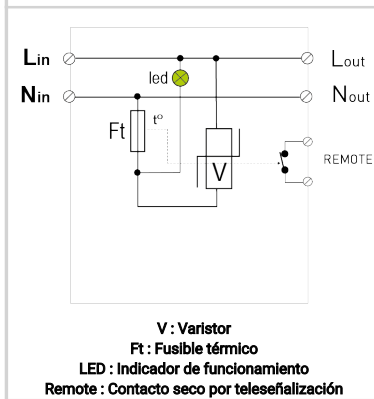 Lin
Lout
led
Nin
Nout
Ft
t°
V
REMOTE
V : Varistor
Ft : Fusible térmico
LED : Indicador de funcionamiento
Remote : Contacto seco por teleseñalización